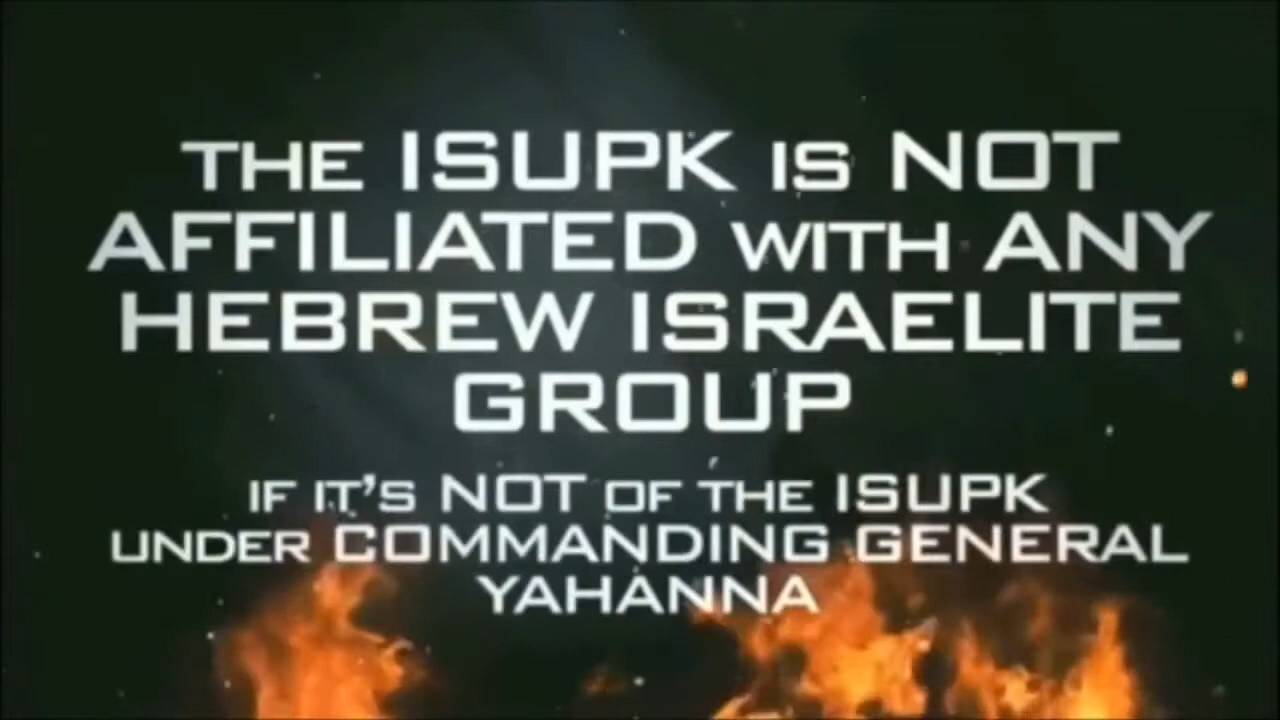 THE ISUPK IS NOT
AFFILIATED WITH ANY
HEBREW ISRAELITE
GROUP
IF IT'S NOT OF THE ISUPK
UNDER COMMANDING GENERAL
YAHANNA